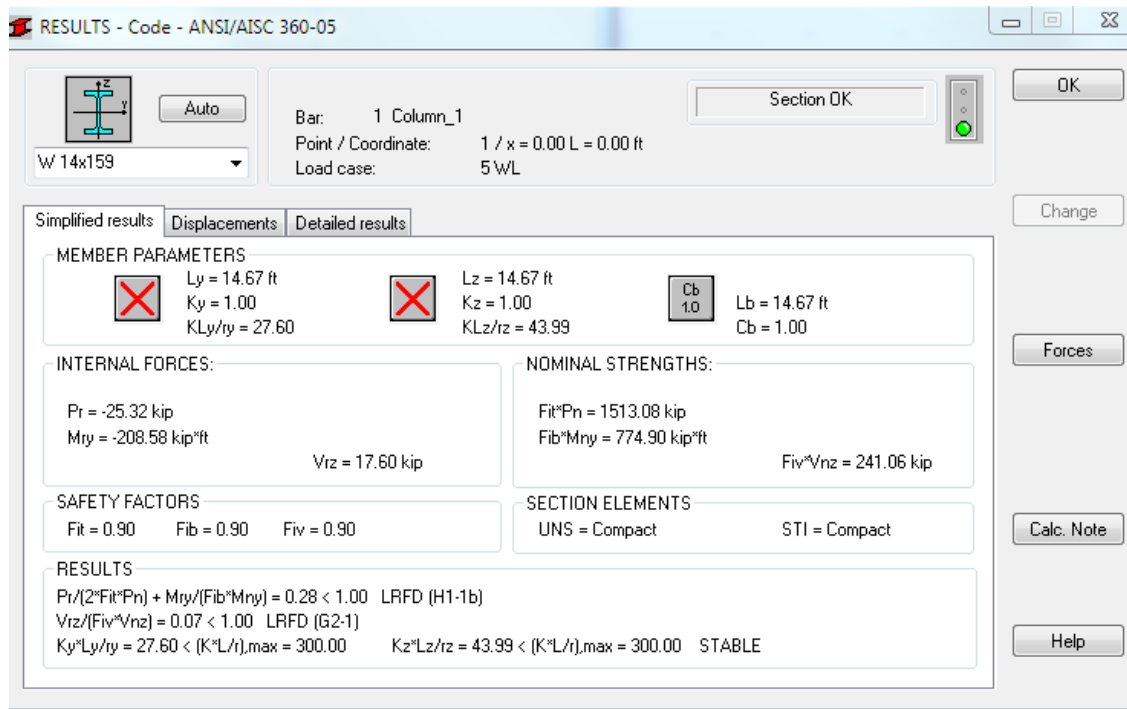 RESULTS - Code - ANSI/AISC 360-05
z
y
Auto
W 14x159
Bar: 1 Column_1
Point / Coordinate: 1 / x = 0.00 L = 0.00 ft
Load case: 5 WL
Section OK
OK
Change
Forces
Calc. Note
Help
Simplified results Displacements Detailed results
MEMBER PARAMETERS
Ly = 14.67 ft
Ky = 1.00
KLy/ry = 27.60
Lz = 14.67 ft
Kz = 1.00
KLz/rz = 43.99
Cb
1.0
Lb = 14.67 ft
Cb = 1.00
INTERNAL FORCES:
Pr = -25.32 kip
Mry = -208.58 kip*ft
Vrz = 17.60 kip
NOMINAL STRENGTHS:
Fit*Pn = 1513.08 kip
Fib*Mny = 774.90 kip*ft
Fiv*Vnz = 241.06 kip
SAFETY FACTORS
Fit = 0.90 Fib = 0.90 Fiv = 0.90
SECTION ELEMENTS
UNS = Compact STI = Compact
RESULTS
Pr/(2*Fit*Pn) + Mry/(Fib*Mny) = 0.28 < 1.00 LRFD (H1-1b)
Vrz/(Fiv*Vnz) = 0.07 < 1.00 LRFD (G2-1)
Ky*Ly/ry = 27.60 < (K*L/r),max = 300.00 Kz*Lz/rz = 43.99 < (K*L/r),max = 300.00 STABLE